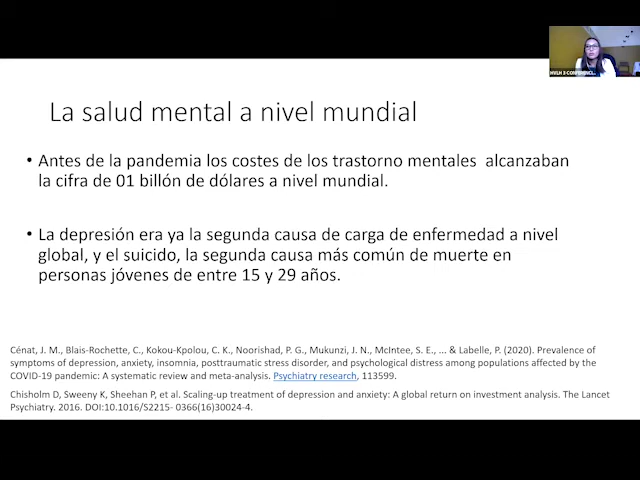 HVLH 3-CONFERENCI...
La salud mental a nivel mundial
• Antes de la pandemia los costes de los trastorno mentales alcanzaban
la cifra de 01 billón de dólares a nivel mundial.
• La depresión era ya la segunda causa de carga de enfermedad a nivel
global, y el suicido, la segunda causa más común de muerte en
personas jóvenes de entre 15 y 29 años.
Cénat, J. M., Blais-Rochette, C., Kokou-Kpolou, C. K., Noorishad, P. G., Mukunzi, J. N., McIntee, S. E., ... & Labelle, P. (2020). Prevalence of
symptoms of depression, anxiety, insomnia, posttraumatic stress disorder, and psychological distress among populations affected by the
COVID-19 pandemic: A systematic review and meta-analysis. Psychiatry research, 113599.
Chisholm D, Sweeny K, Sheehan P, et al. Scaling-up treatment of depression and anxiety: A global return on investment analysis. The Lancet
Psychiatry. 2016. DOI:10.1016/S2215- 0366(16)30024-4.